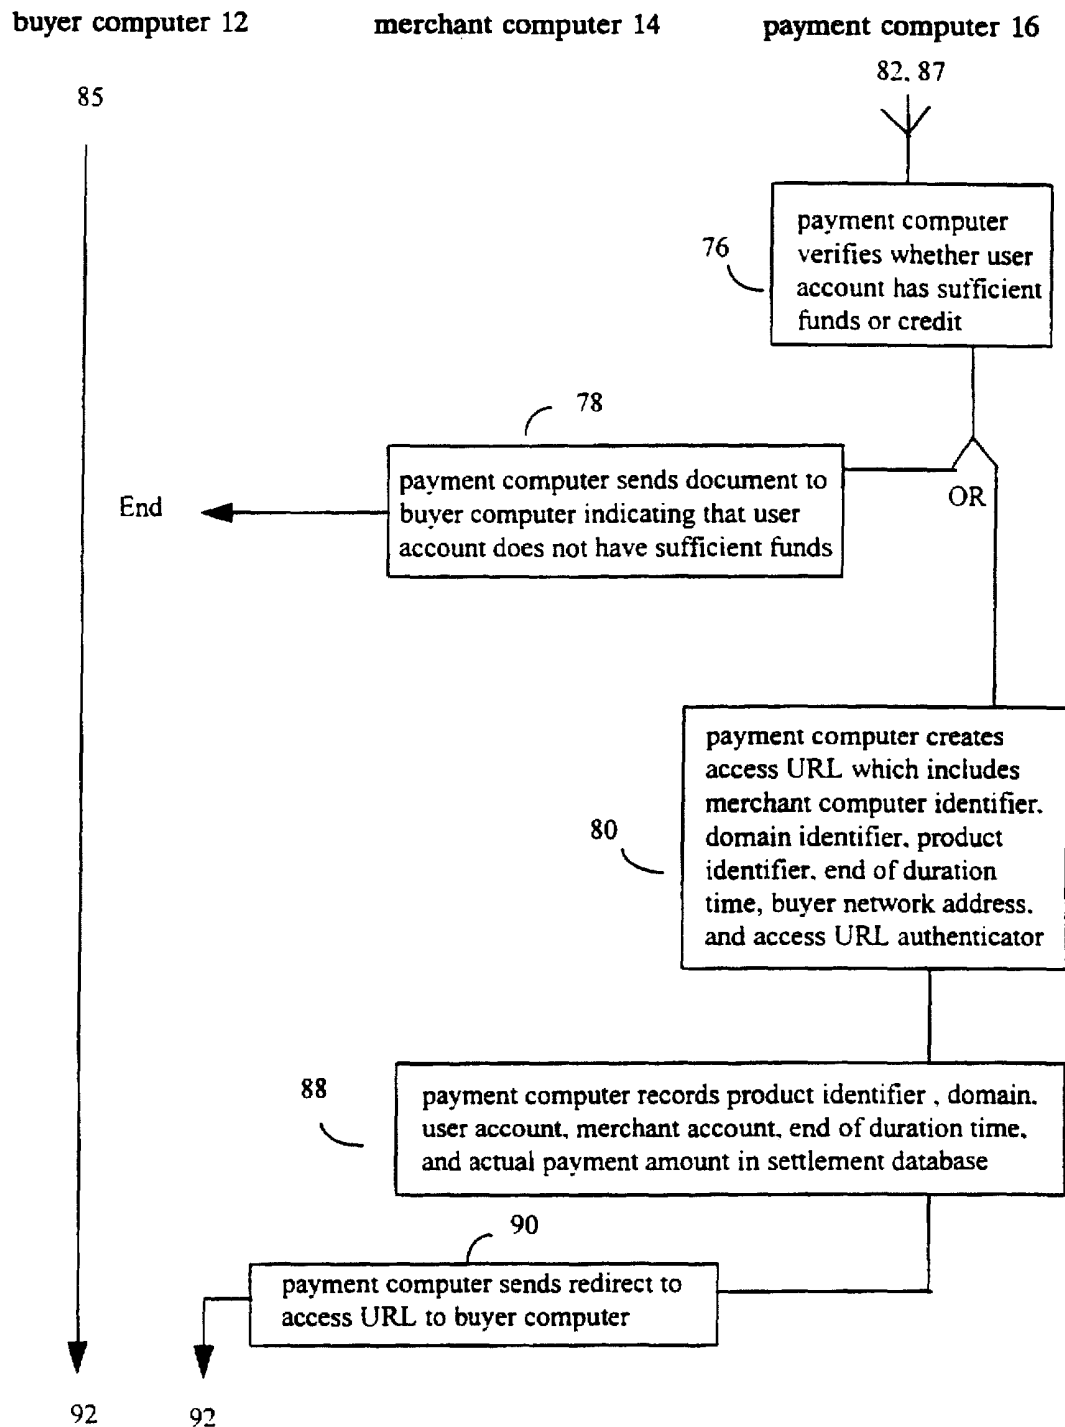 buyer computer 12 merchant computer 14 payment computer 16
82, 87
85
payment computer
verifies whether user
account has sufficient
funds or credit
76
78
payment computer sends document to
buyer computer indicating that user
account does not have sufficient funds
End
OR
payment computer creates
access URL which includes
merchant computer identifier,
domain identifier, product
identifier, end of duration
time, buyer network address,
and access URL authenticator
80
88
payment computer records product identifier , domain,
user account, merchant account, end of duration time,
and actual payment amount in settlement database
90
payment computer sends redirect to
access URL to buyer computer
92
92